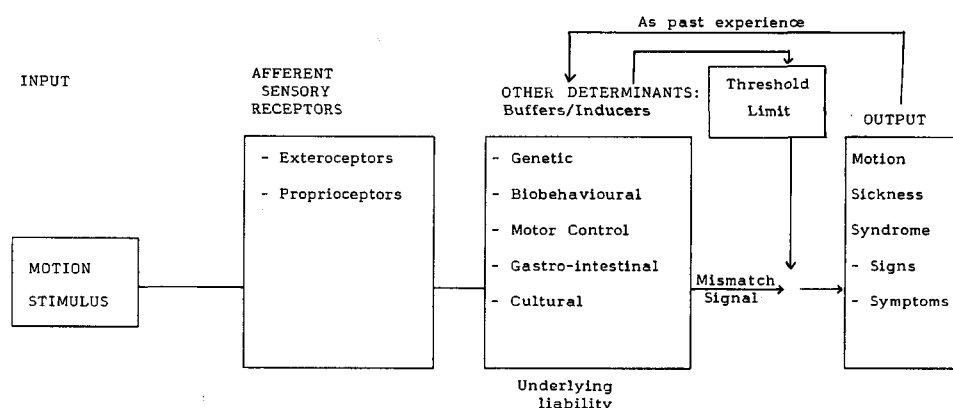 As past experience
INPUT
AFFERENT
SENSORY
RECEPTORS
OTHER DETERMINANTS:
Buffers/Inducers
Threshold
Limit
OUTPUT
MOTION
STIMULUS
- Exteroceptors
- Proprioceptors
- Genetic
- Biobehavioural
- Motor Control
- Gastro-intestinal
- Cultural
Underlying
liability
Mismatch
Signal
Motion
Sickness
Syndrome
- Signs
- Symptoms